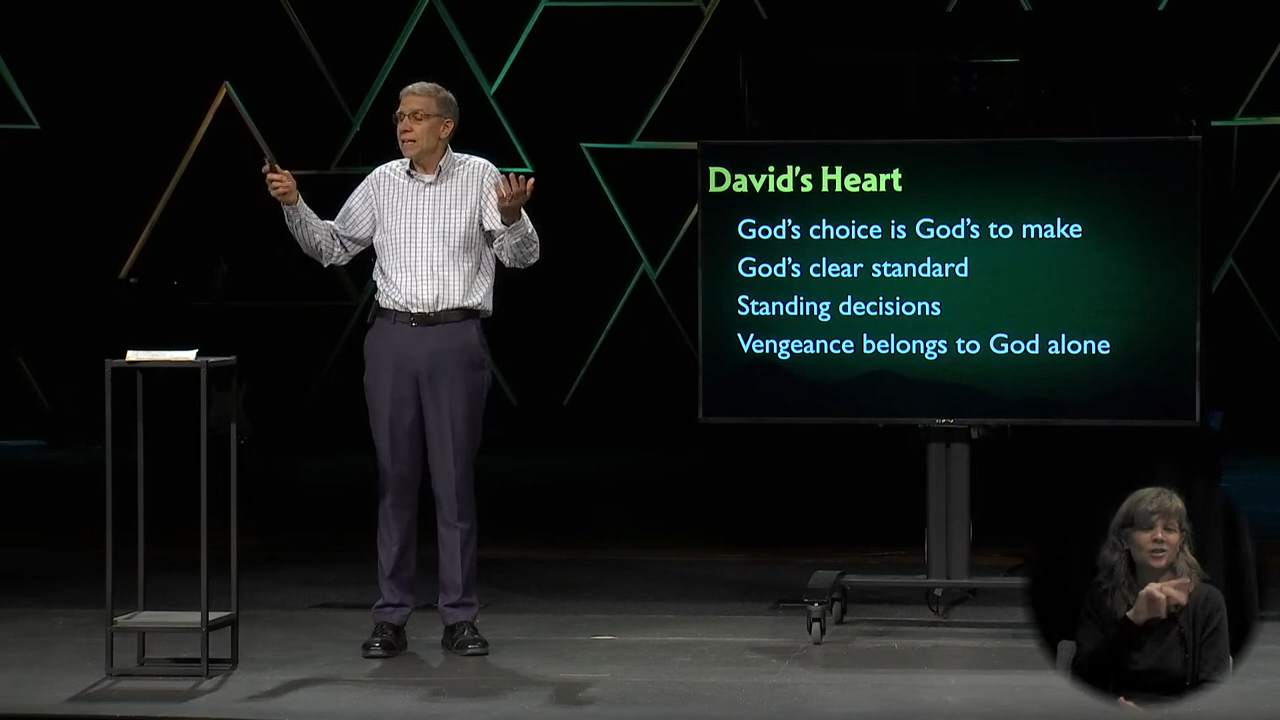 David's Heart
God's choice is God's to make
God's clear standard
Standing decisions
Vengeance belongs to God alone